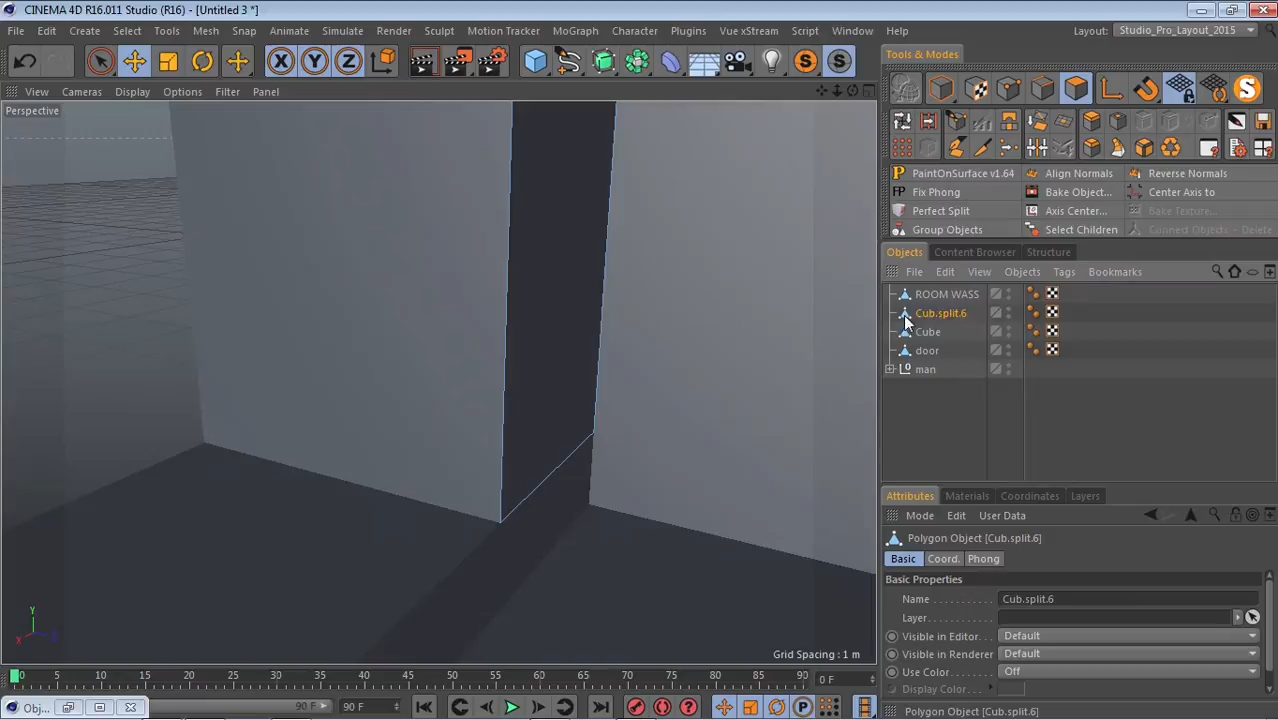 CINEMA 4D R16.011 Studio (R16) - [Untitled 3 *]
File Edit Create Select Tools Mesh Snap Animate Simulate Render Sculpt Motion Tracker MoGraph Character Plugins Vue xStream Script Window Help Layout: Studio_Pro_Layout_2015
Tools & Modes
X Y Z S S S
View Cameras Display Options Filter Panel
Perspective
P PaintOnSurface v1.64 Align Normals Reverse Normals
FP Fix Phong Bake Object... Center Axis to
Perfect Split Axis Center... Bake Texture...
Group Objects Select Children Conned Objects - Delete
Objects Content Browser Structure
File Edit View Objects Tags Bookmarks
ROOM WASS
Cub.split.6
Cube
door
man
Attributes Materials Coordinates Layers
Mode Edit User Data
Polygon Object [Cub.split.6]
Basic Coord. Phong
Basic Properties
Name Cub.split.6
Layer
Visible in Editor Default
Visible in Renderer Default
Use Color Off
Display Color
Y
X Z
Grid Spacing : 1 m
0 5 10 15 20 25 30 35 40 45 50 55 60 65 70 75 80 85 90 0 F
Obj... 90 F 90 F P
Polygon Object [Cub.split.6]